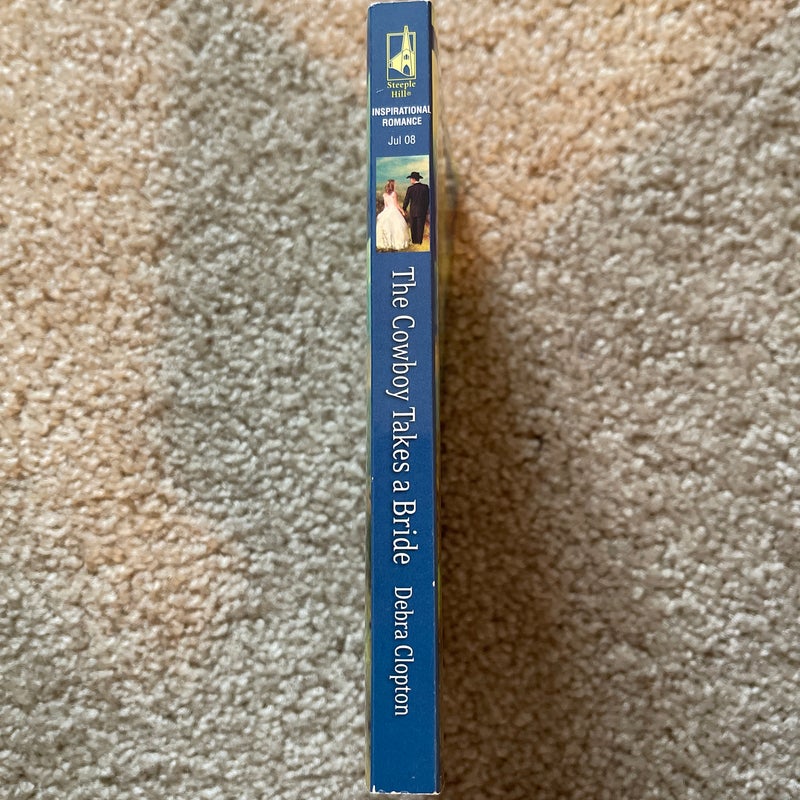 Steeple
Hill®
INSPIRATIONAL
ROMANCE
Jul 08
The Cowboy Takes a Bride Debra Clopton